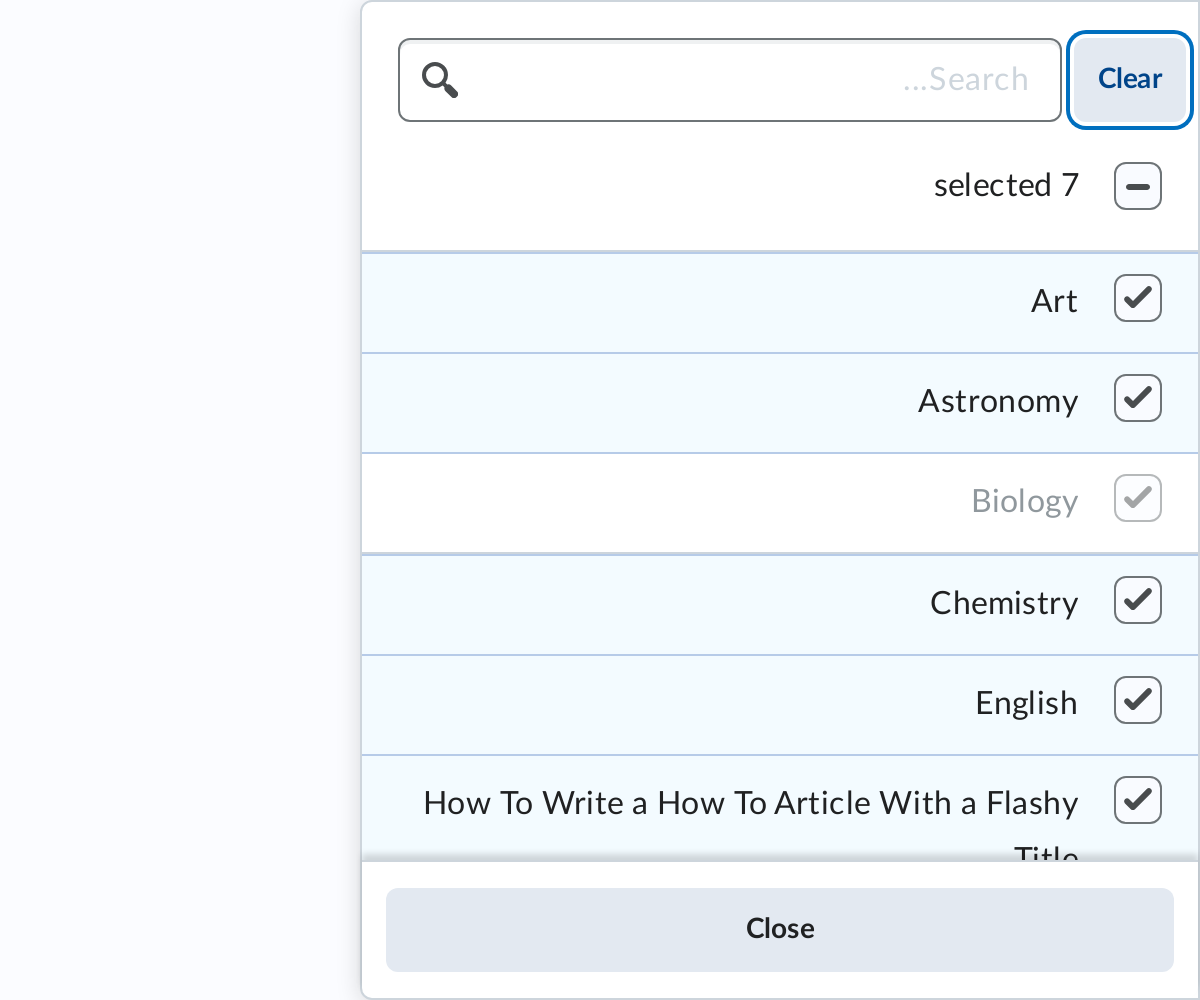 ...Search
Clear
selected 7
Art
Astronomy
Biology
Chemistry
English
How To Write a How To Article With a Flashy
Title
Close